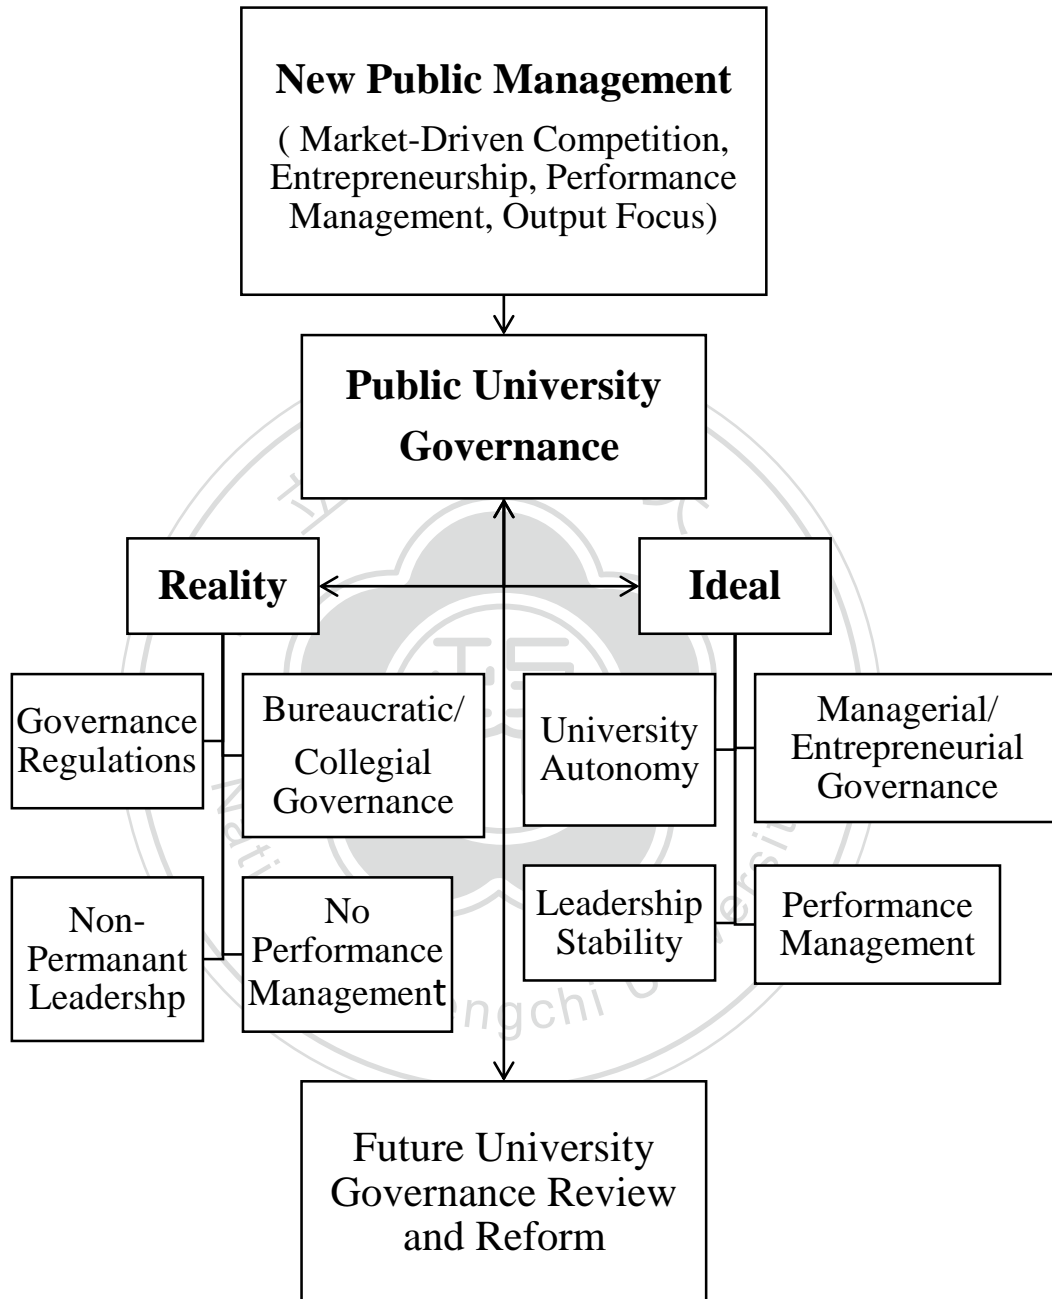 New Public Management
( Market-Driven Competition,
Entrepreneurship, Performance
Management, Output Focus)
Public University
Governance
Reality
Ideal
Governance
Regulations
Bureaucratic/
Collegial
Governance
University
Autonomy
Managerial/
Entrepreneurial
Governance
Non-
Permanant
Leadershp
No
Performance
Management
Leadership
Stability
Performance
Management
engchi U
Future University
Governance Review
and Reform